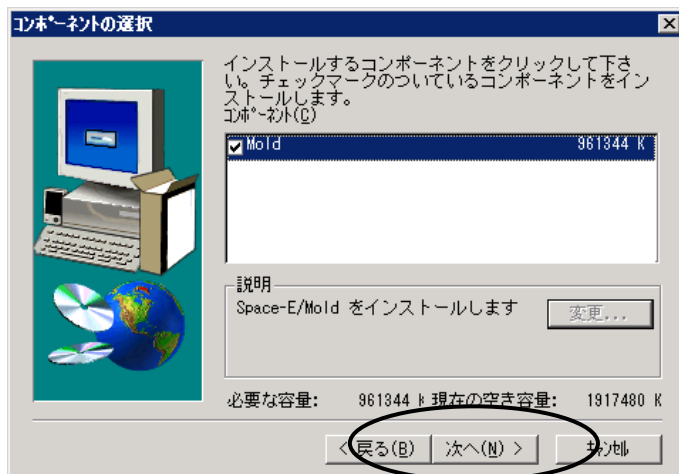 コンポーネントの選択
インストールするコンポーネントをクリックして下さ
い。チェックマークのついているコンポーネントをイン
ストールします。
コンポーネント(C)
Mold 961344 K
説明
Space-E/Mold をインストールします
変更...
必要な容量: 961344 K 現在の空き容量: 1917480 K
< 戻る(B) 次へ(N) > キャンセル